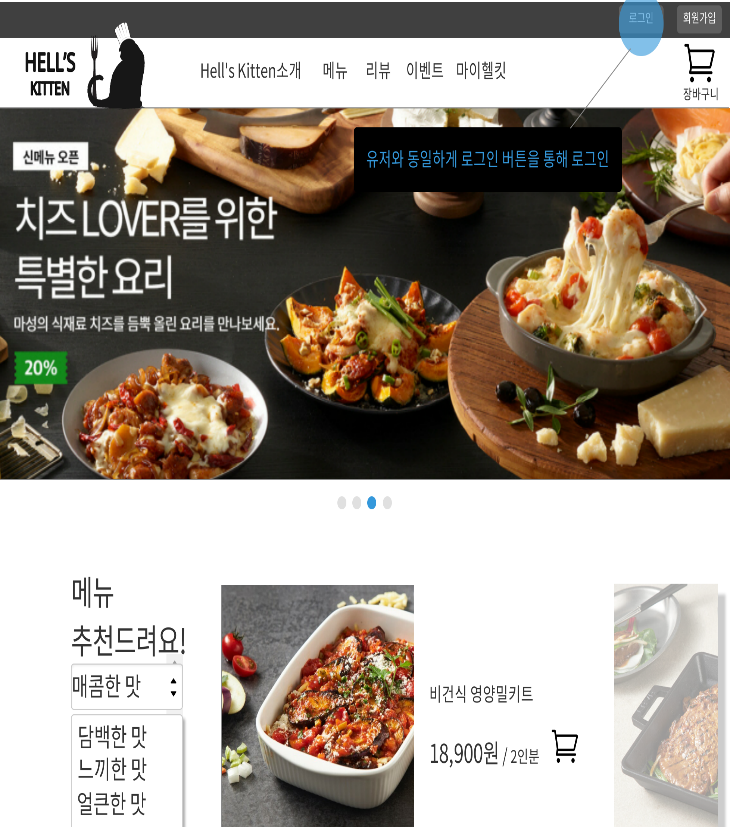 로그인
회원가입
HELL'S
KITTEN
Hell's Kitten소개
메뉴
리뷰
이벤트
마이헬킷
장바구니
유저와 동일하게 로그인 버튼을 통해 로그인
신메뉴 오픈
치즈 LOVER를 위한
특별한 요리
마성의 식재료 치즈를 듬뿍 올린 요리를 만나보세요.
20%
메뉴
추천드려요!
매콤한 맛
담백한 맛
느끼한 맛
얼큰한 맛
비건식 영양밀키트
18,900원 / 2인분